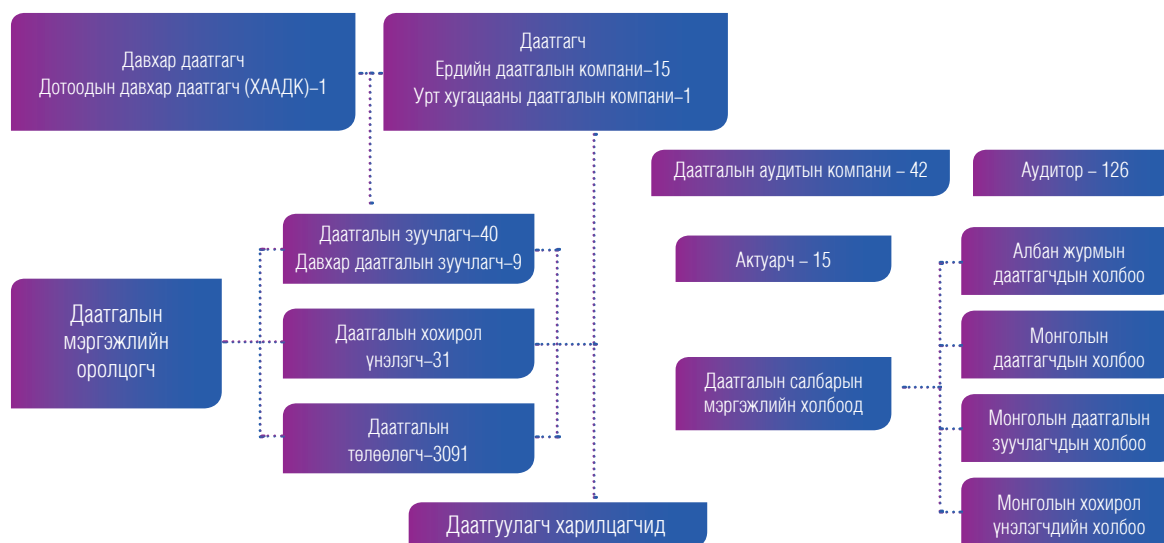 Давхар даатгагч
Дотоодын давхар даатгагч (ХААДК)–1
Даатгагч
Ердийн даатгалын компани–15
Урт хугацааны даатгалын компани–1
Даатгалын аудитын компани – 42
Аудитор – 126
Даатгалын зуучлагч–40
Давхар даатгалын зуучлагч–9
Актуарч – 15
Албан журмын
даатгагчдын холбоо
Даатгалын
мэргэжлийн
оролцогч
Даатгалын хохирол
үнэлэгч–31
Монголын
даатгагчдын холбоо
Даатгалын салбарын
мэргэжлийн холбоод
Даатгалын
төлөөлөгч–3091
Монголын даатгалын
зуучлагчдын холбоо
Даатгуулагч харилцагчид
Монголын хохирол
үнэлэгчдийн холбоо